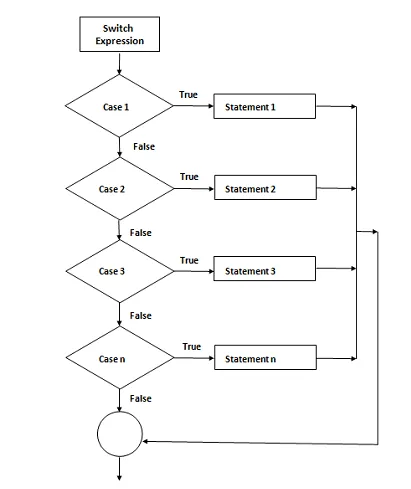 Switch
Expression
Case 1
True
Statement 1
False
Case 2
True
Statement 2
False
Case 3
True
Statement 3
False
Case n
True
Statement n
False